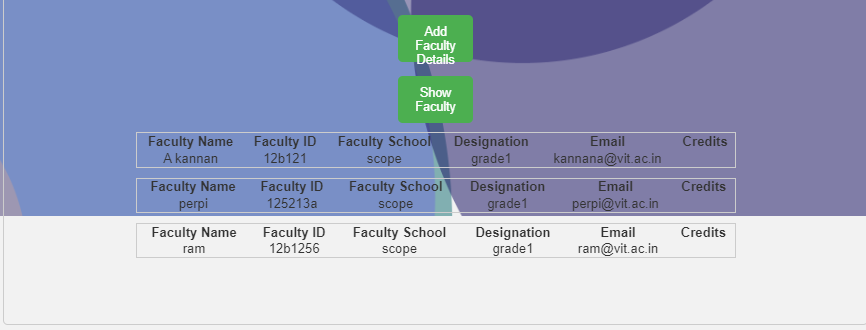 Add
Faculty
Details
Show
Faculty
Faculty Name Faculty ID Faculty School Designation Email Credits
A kannan 12b121 scope grade1 kannana@vit.ac.in
Faculty Name Faculty ID Faculty School Designation Email Credits
perpi 125213a scope grade1 perpi@vit.ac.in
Faculty Name Faculty ID Faculty School Designation Email Credits
ram 12b1256 scope grade1 ram@vit.ac.in